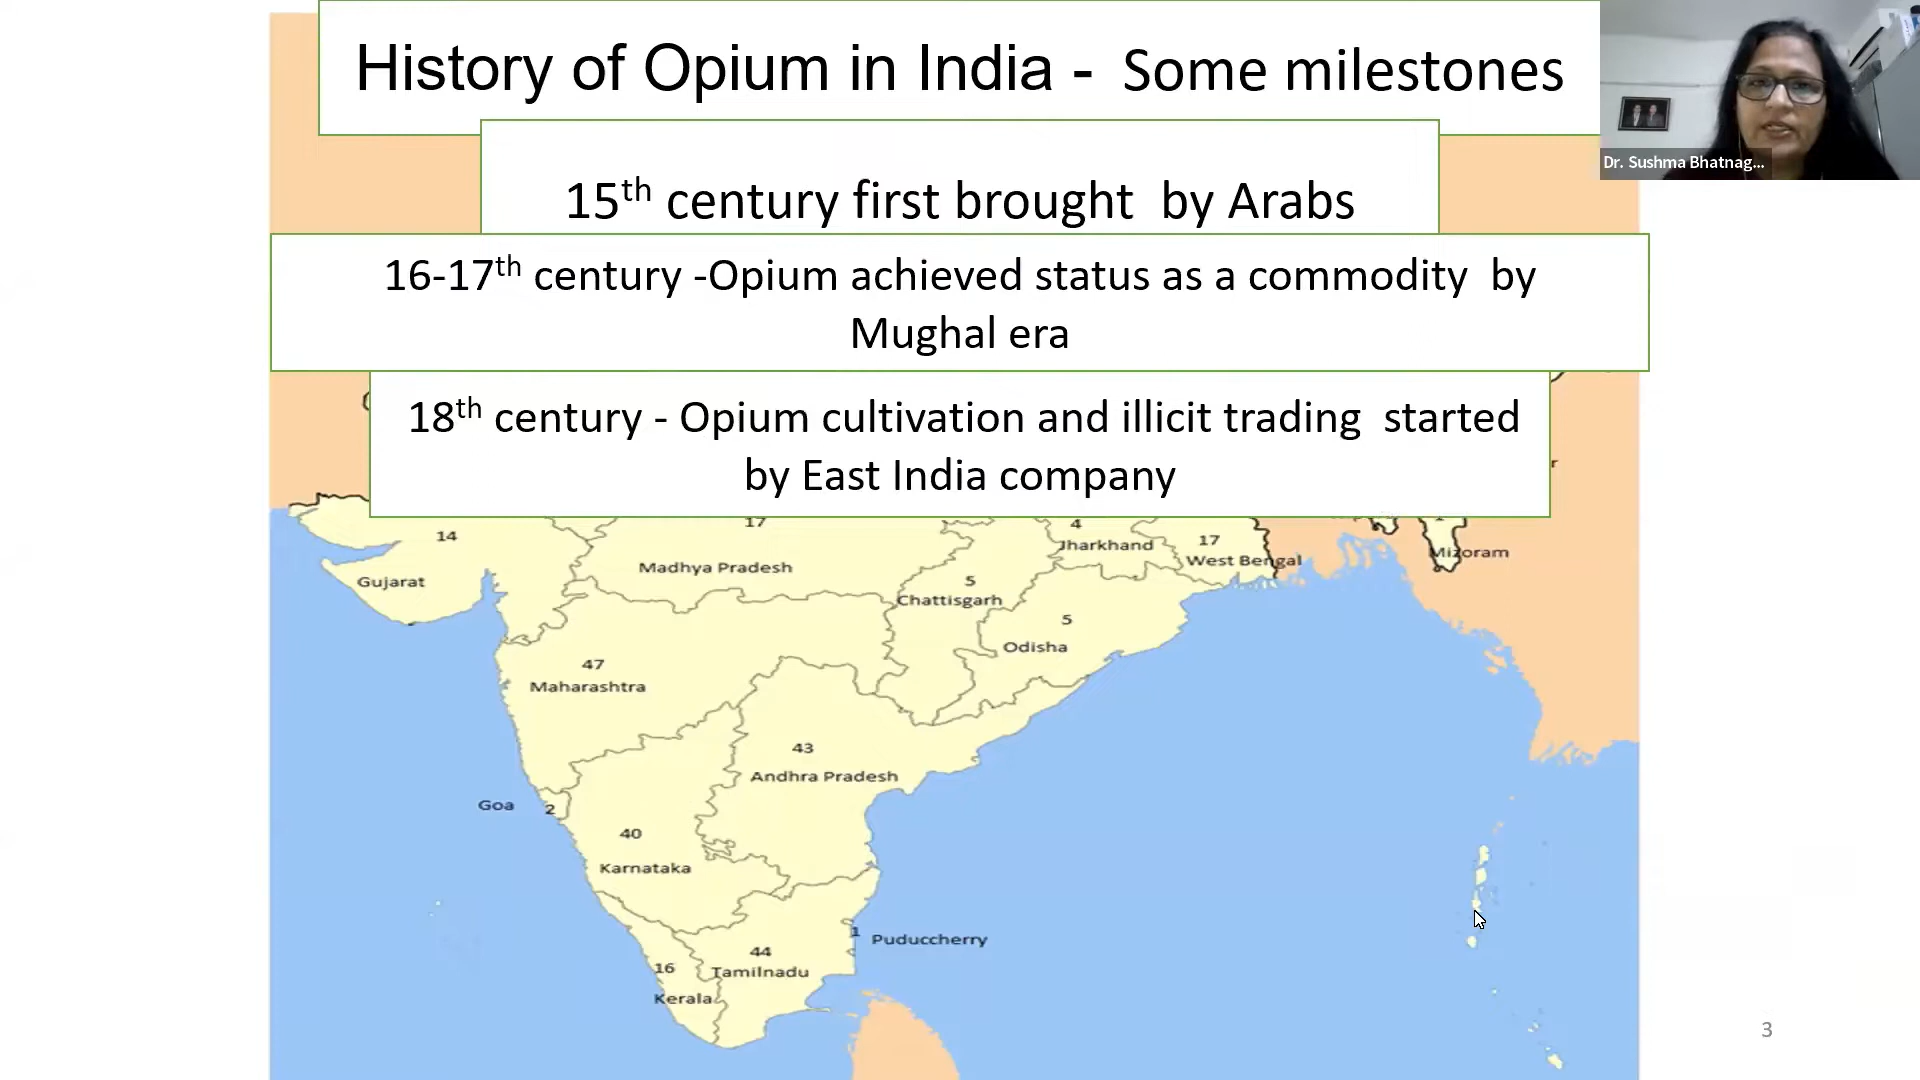 History of Opium in India - Some milestones
Dr. Sushma Bhatnag...
15th century first brought by Arabs
16-17th century -Opium achieved status as a commodity by
Mughal era
18th century - Opium cultivation and illicit trading started
by East India company
14
Gujarat
17
Madhya Pradesh
4
Jharkhand
17
West Bengal
Mizoram
5
Chattisgarh
5
Odisha
47
Maharashtra
43
Andhra Pradesh
Goa 2
40
Karnataka
1 Puduccherry
44
Tamilnadu
16
Kerala
3